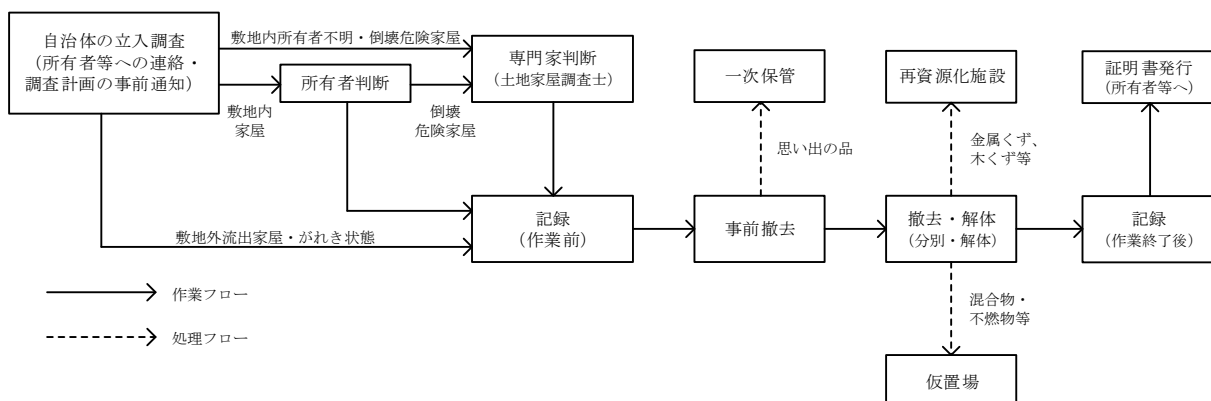 自治体の立入調査
(所有者等への連絡・
調査計画の事前通知)
敷地内所有者不明・倒壊危険家屋
所有者判断
敷地内
家屋
倒壊
危険家屋
専門家判断
(土地家屋調査士)
敷地外流出家屋・がれき状態
記録
(作業前)
一次保管
思い出の品
事前撤去
再資源化施設
金属くず、
木くず等
撤去・解体
(分別・解体)
混合物・
不燃物等
仮置場
証明書発行
(所有者等へ)
記録
(作業終了後)
作業フロー
処理フロー